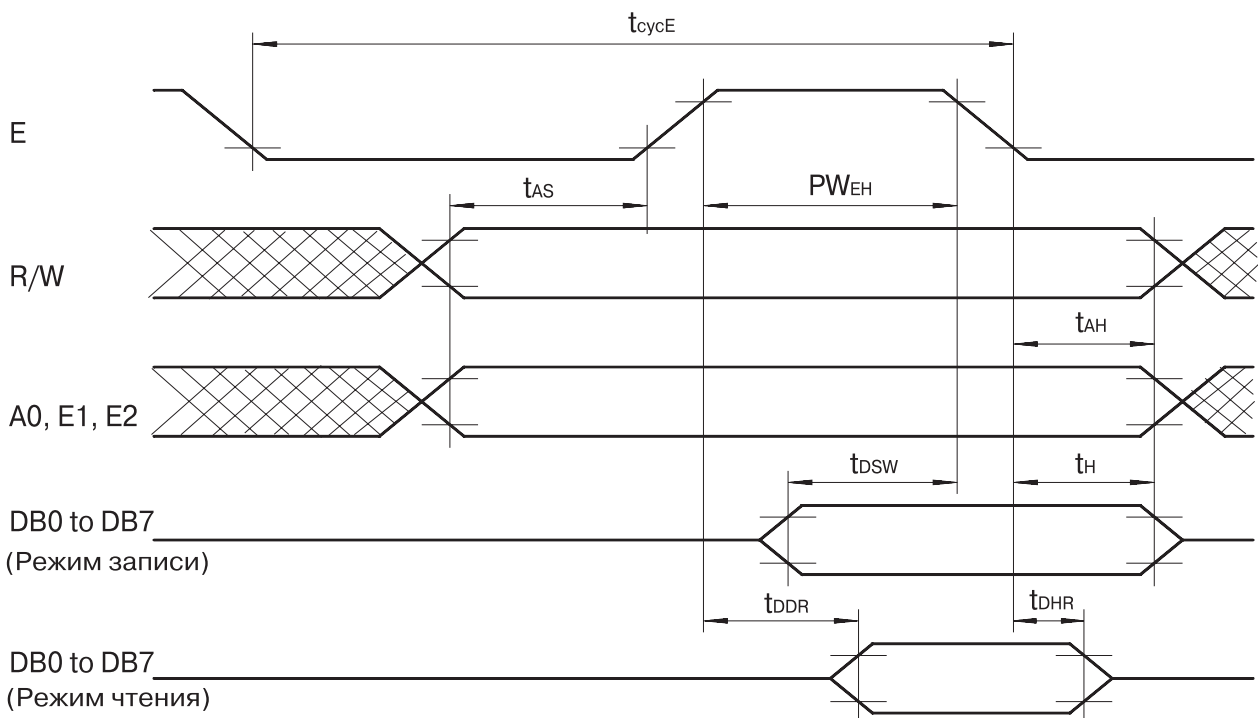 tcycE
E
tAS
PWEH
R/W
tAH
A0, E1, E2
tDSW
tH
DB0 to DB7
(Режим записи)
tDDR
tDHR
DB0 to DB7
(Режим чтения)